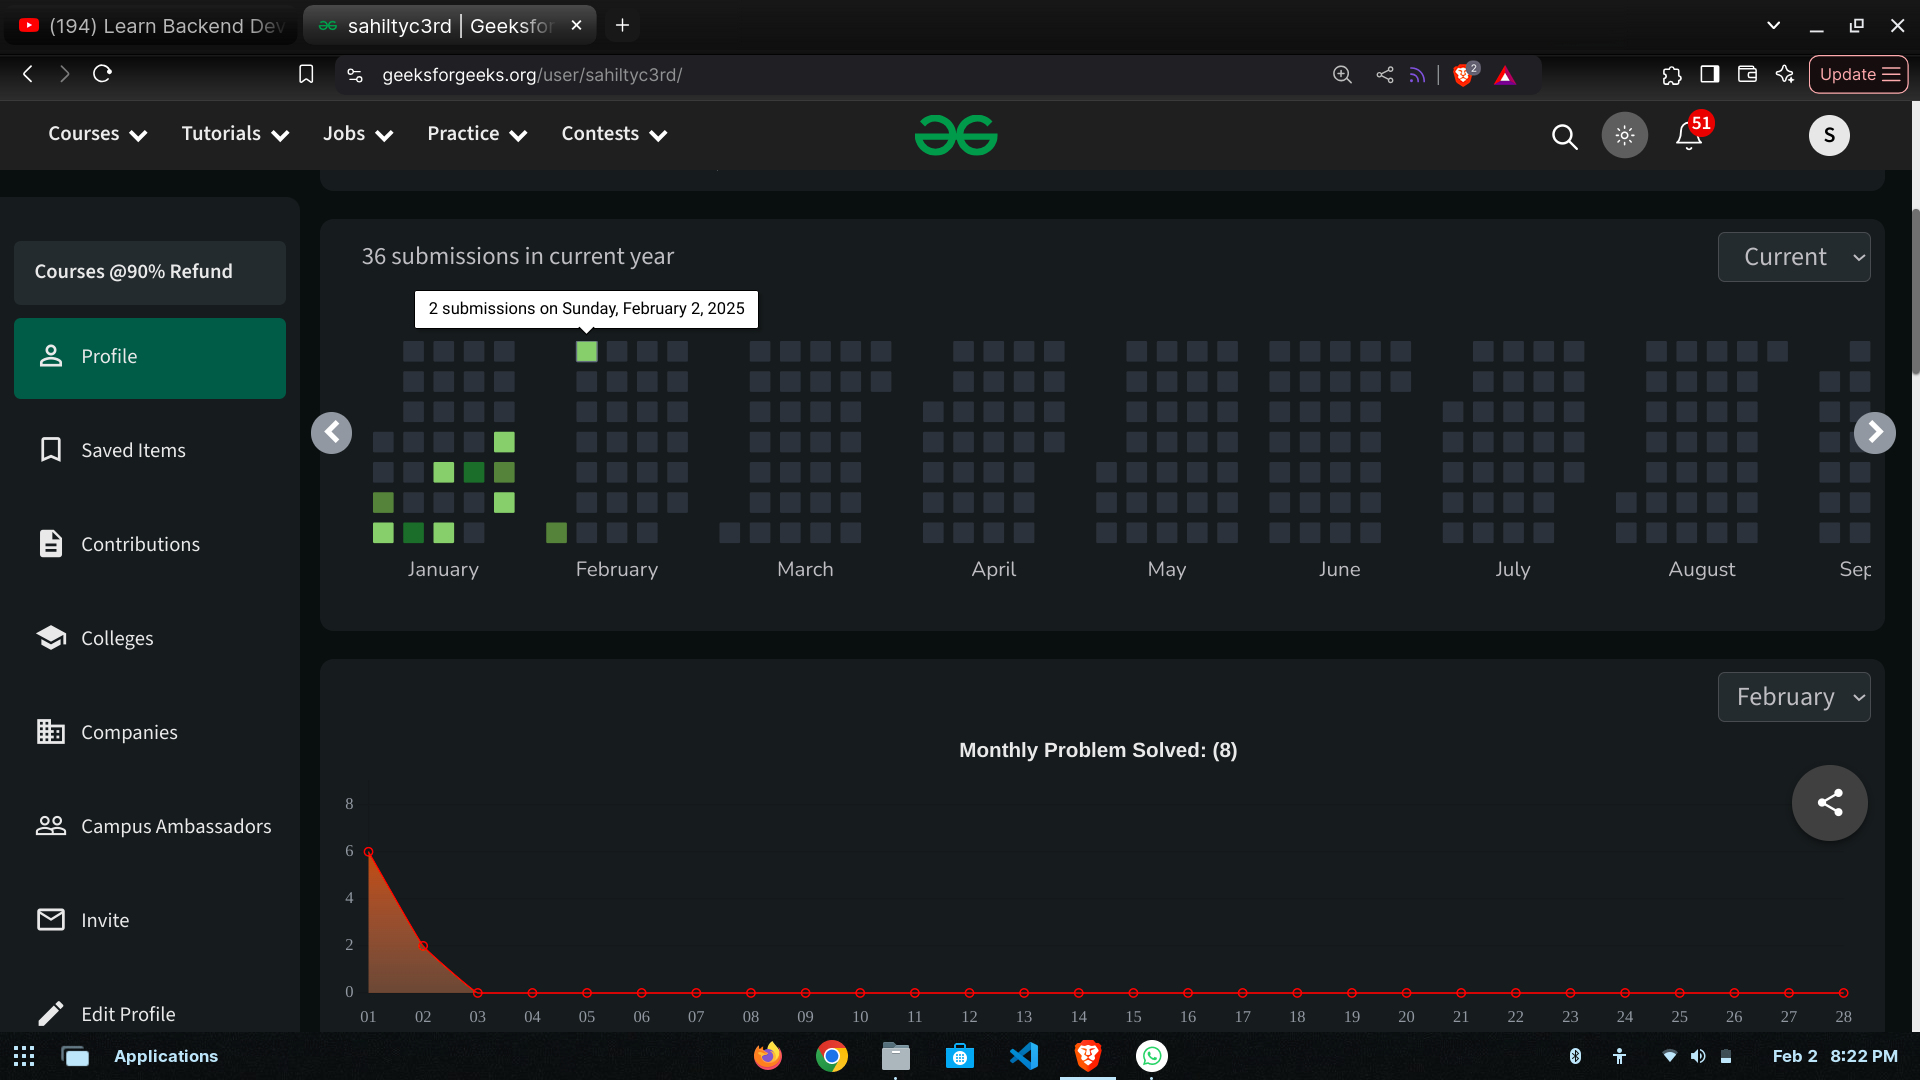 (194) Learn Backend Dev
sahiltyc3rd | Geeksfor
geeksforgeeks.org/user/sahiltyc3rd/
2
Update
Courses
Tutorials
Jobs
Practice
Contests
51
S
Courses @90% Refund
Profile
Saved Items
Contributions
Colleges
Companies
Campus Ambassadors
Invite
Edit Profile
36 submissions in current year
Current
2 submissions on Sunday, February 2, 2025
January February March April May June July August Sep
February
Monthly Problem Solved: (8)
8
6
4
2
0
01 02 03 04 05 06 07 08 09 10 11 12 13 14 15 16 17 18 19 20 21 22 23 24 25 26 27 28
Applications
Feb 2 8:22 PM